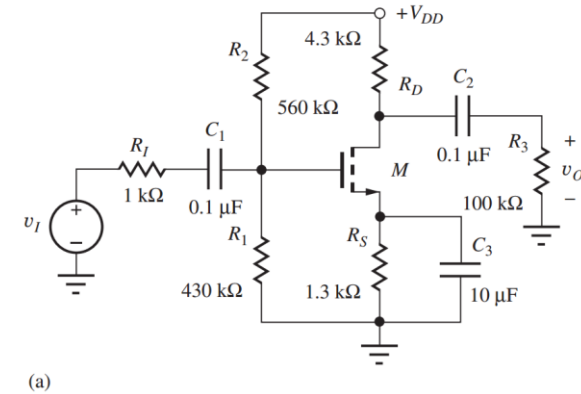 +V_DD
4.3 kΩ
R_2
R_D
C_2
560 kΩ
C_1
R_I
R_3
+
M
0.1 μF
v_O
1 kΩ
100 kΩ
−
0.1 μF
v_I
+
−
R_1
R_S
C_3
430 kΩ
1.3 kΩ
10 μF
(a)